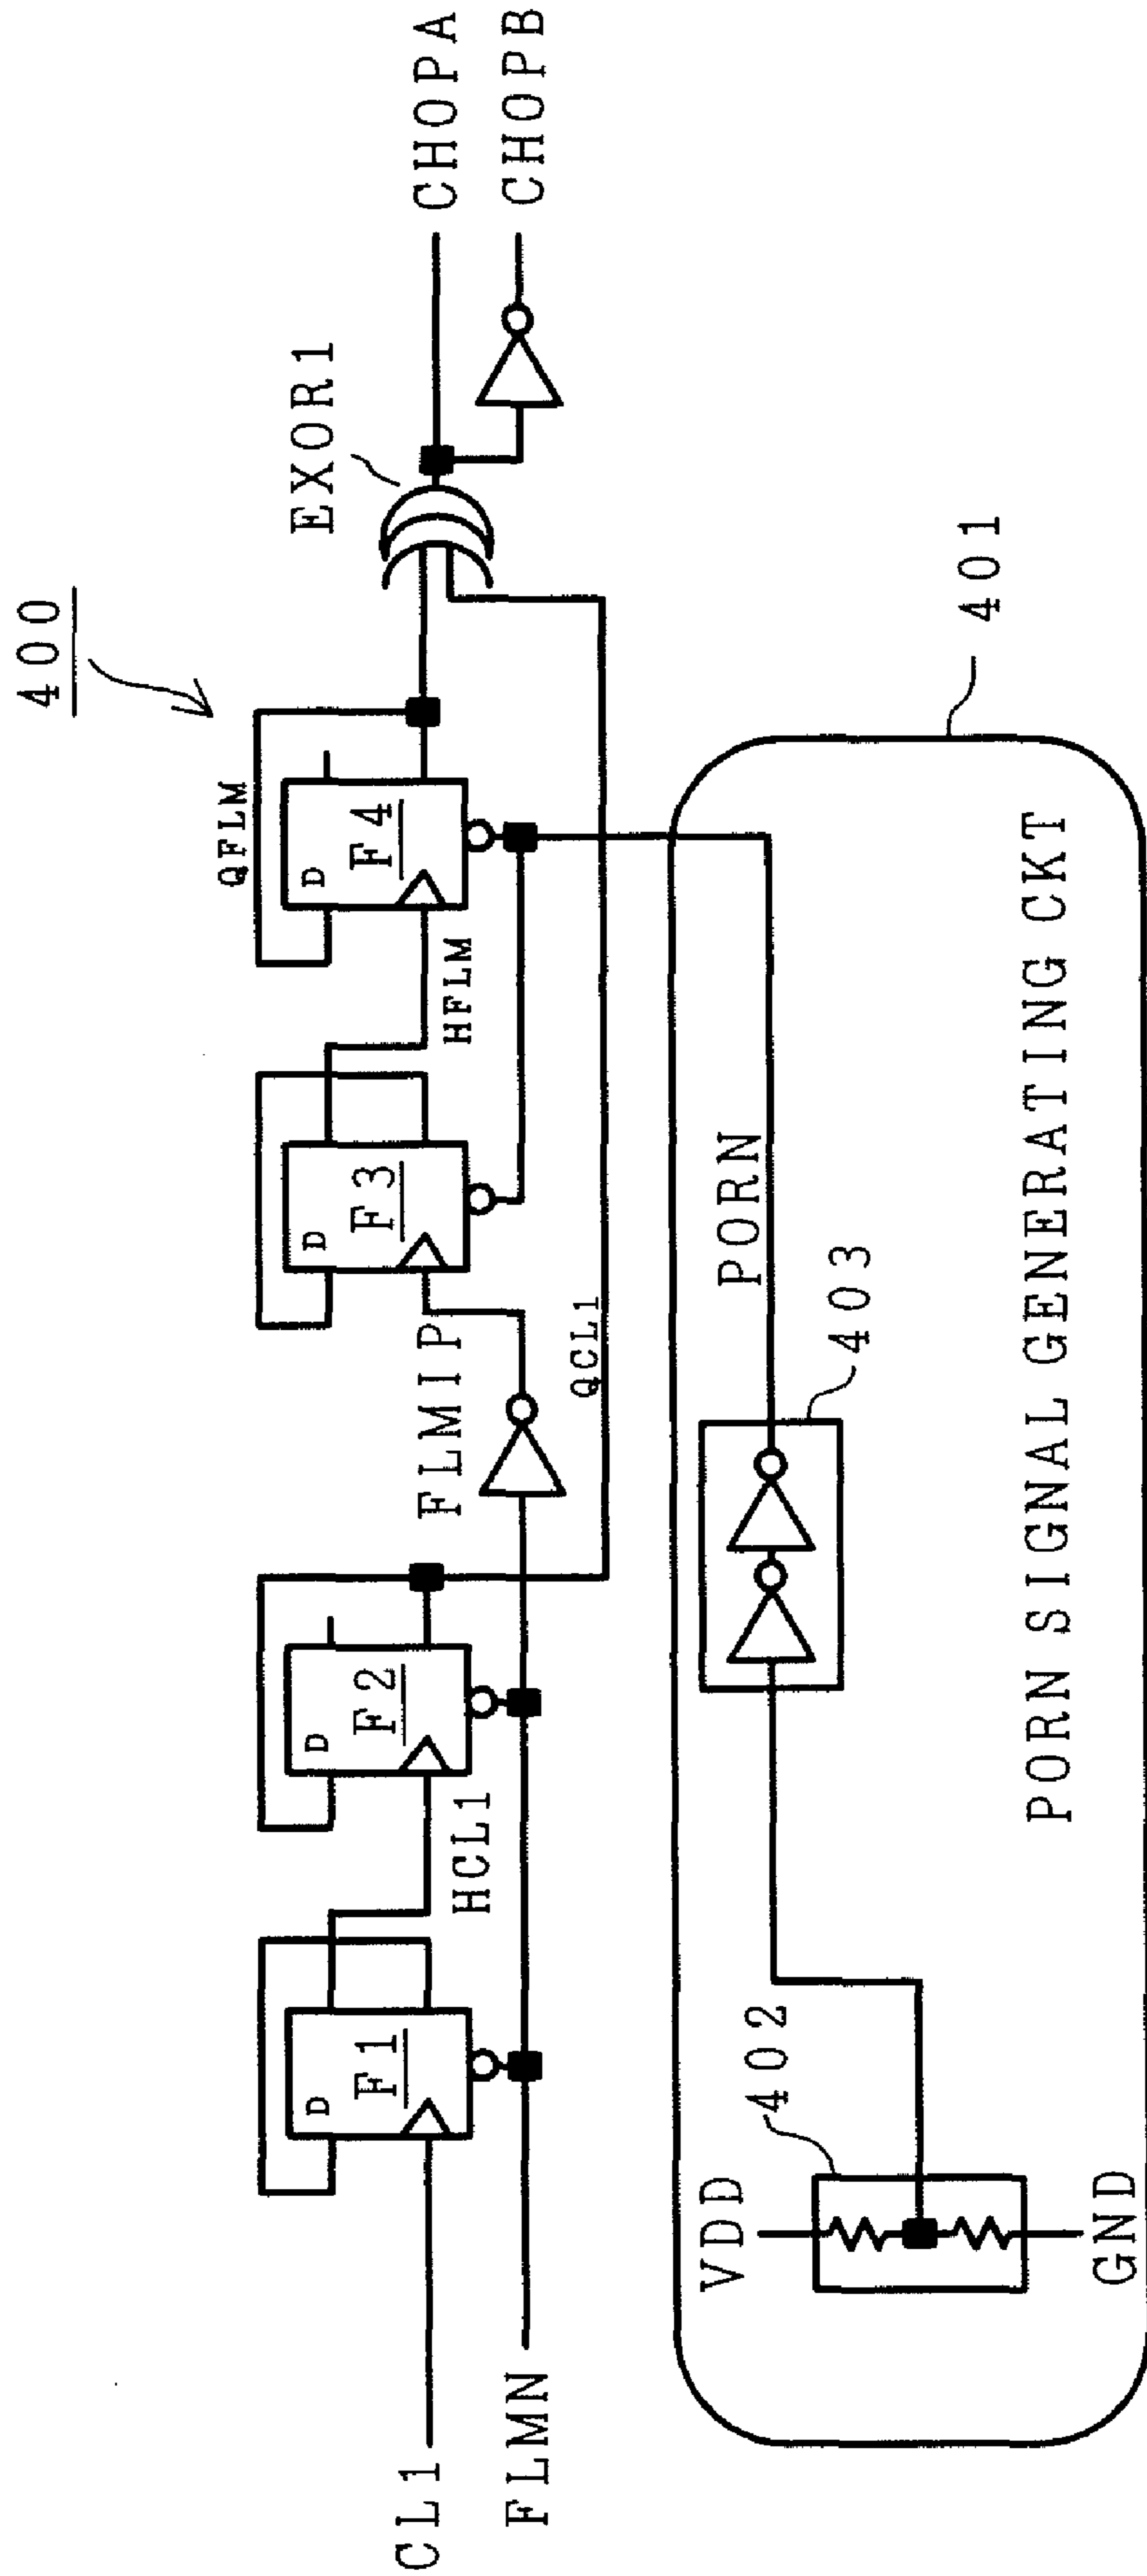 400
CHOPA
CHOPB
EXOR1
QFLM
D
F4
HFLM
D
F3
FLMIP
QCL1
D
F2
HCL1
D
F1
CL1
FLMN
401
PORN
403
402
VDD
GND
PORN SIGNAL GENERATING CKT